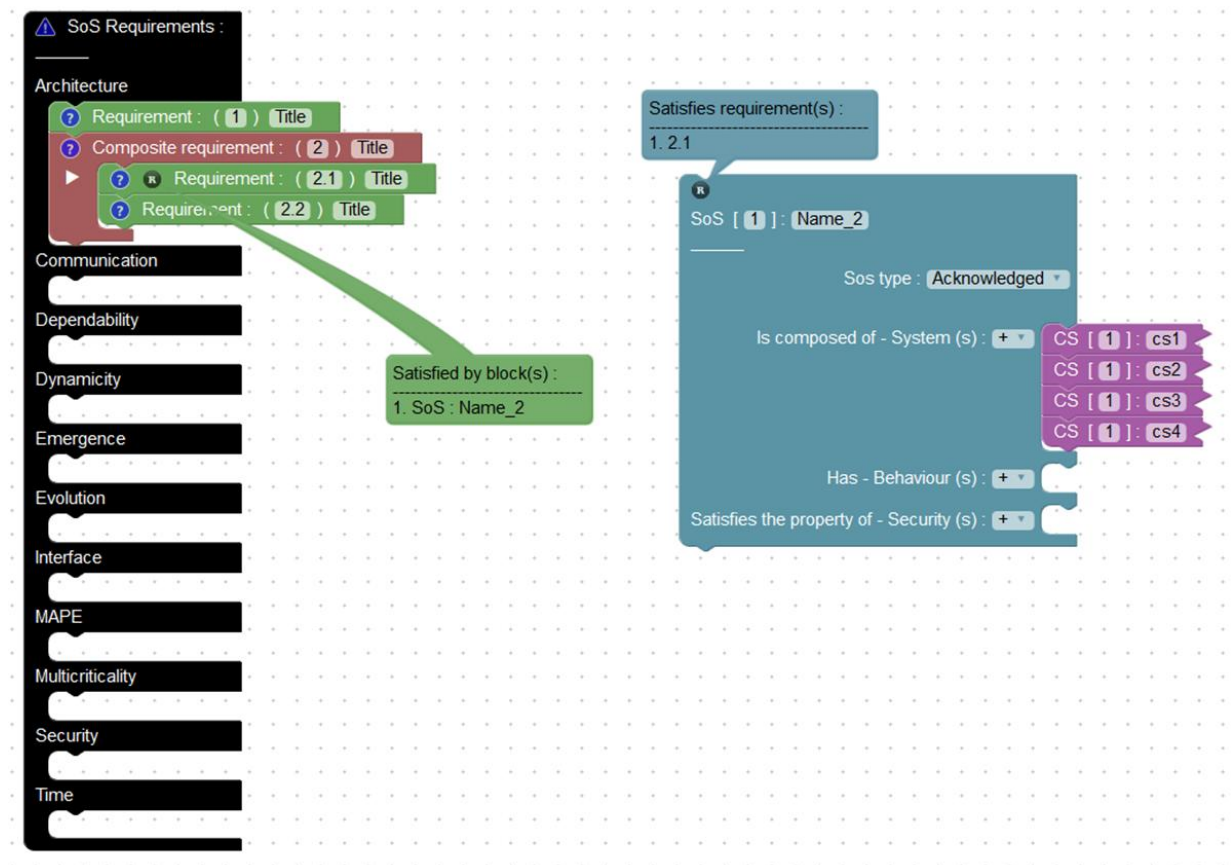 SoS Requirements :
Architecture
? Requirement : ( 1 ) Title
? Composite requirement : ( 2 ) Title
? R Requirement : ( 2.1 ) Title
? Requirement : ( 2.2 ) Title
Communication
Dependability
Dynamicity
Emergence
Evolution
Interface
MAPE
Multicriticality
Security
Time
Satisfied by block(s) :
1. SoS : Name_2
Satisfies requirement(s) :
1. 2.1
R
SoS [ 1 ] : Name_2
Sos type : Acknowledged
Is composed of - System (s) : +
CS [ 1 ] : cs1
CS [ 1 ] : cs2
CS [ 1 ] : cs3
CS [ 1 ] : cs4
Has - Behaviour (s) : +
Satisfies the property of - Security (s) : +